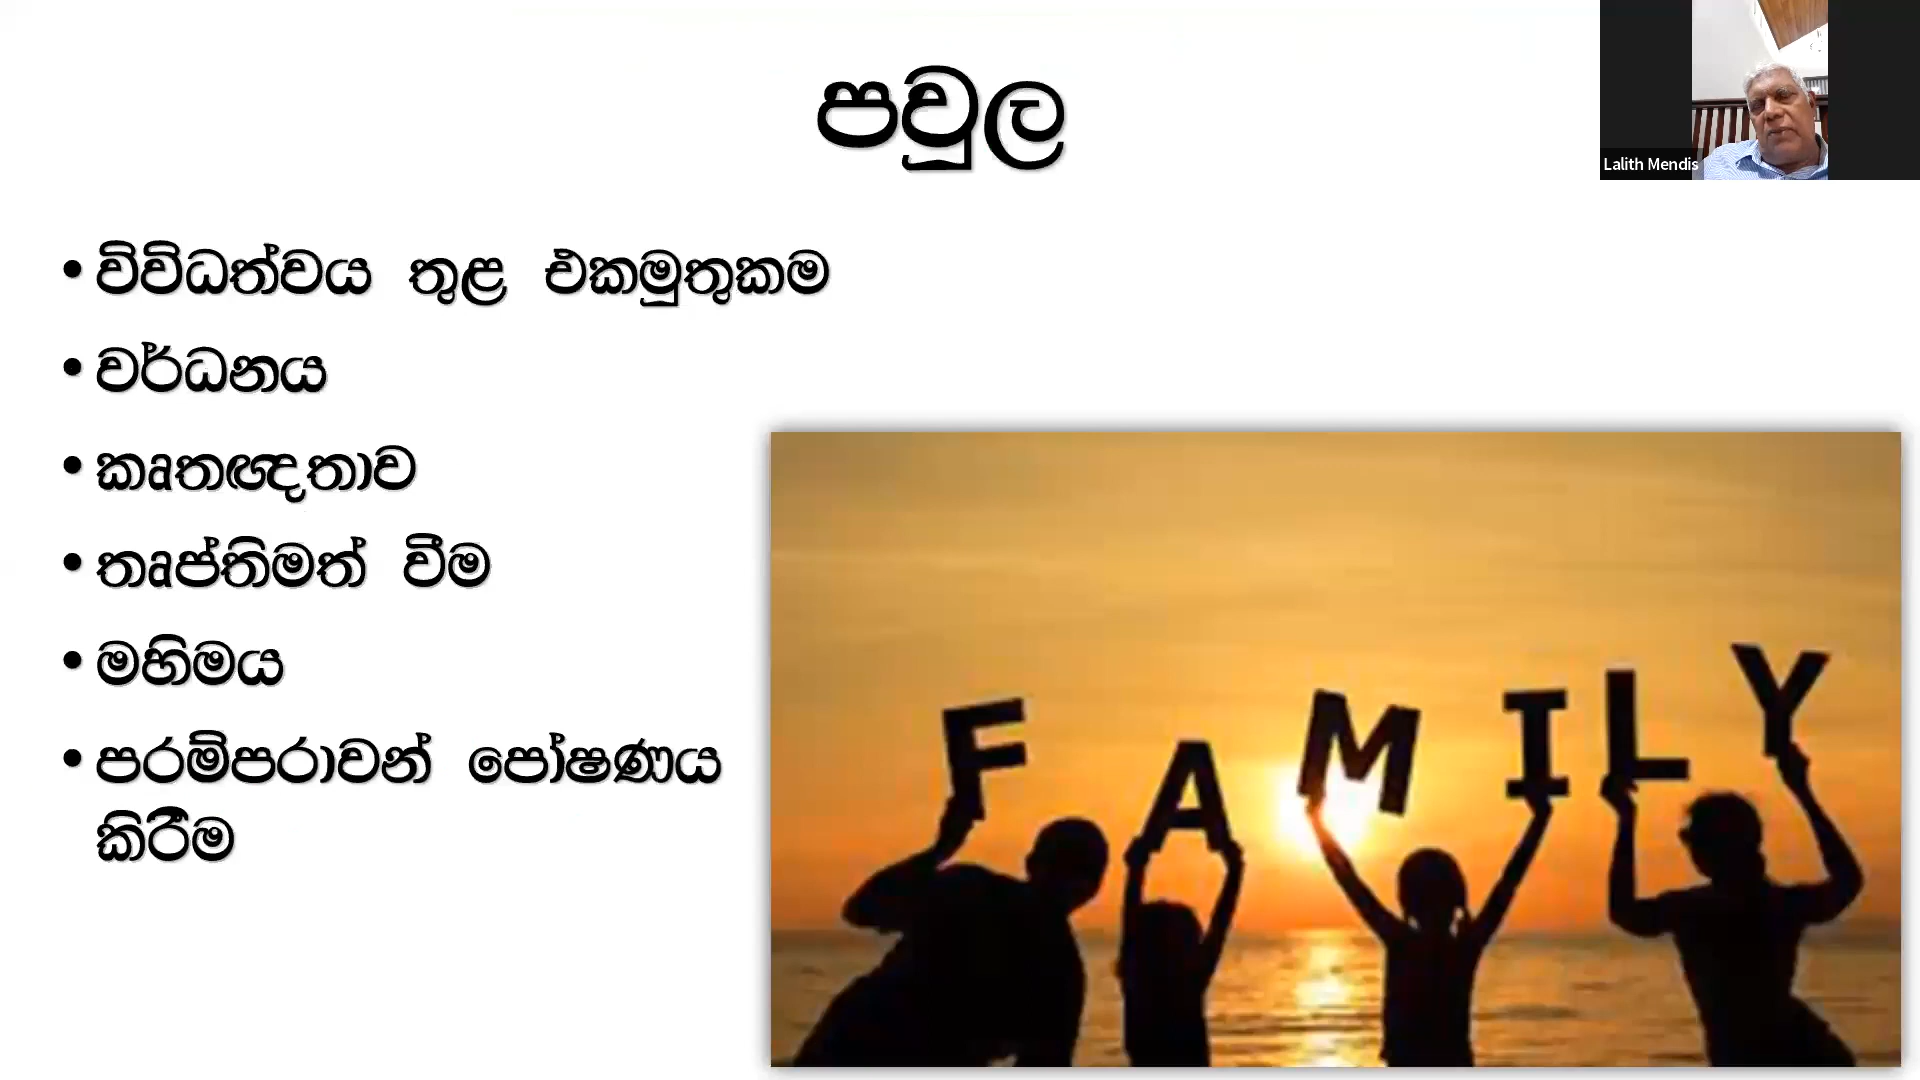 පවුල
Lalith Mendis
• විවිධත්වය තුළ එකමුතුකම
• වර්ධනය
• කෘතඥතාව
• තෘප්තිමත් වීම
• මහිමය
• පරම්පරාවන් පෝෂණය
කිරීම
FAMILY